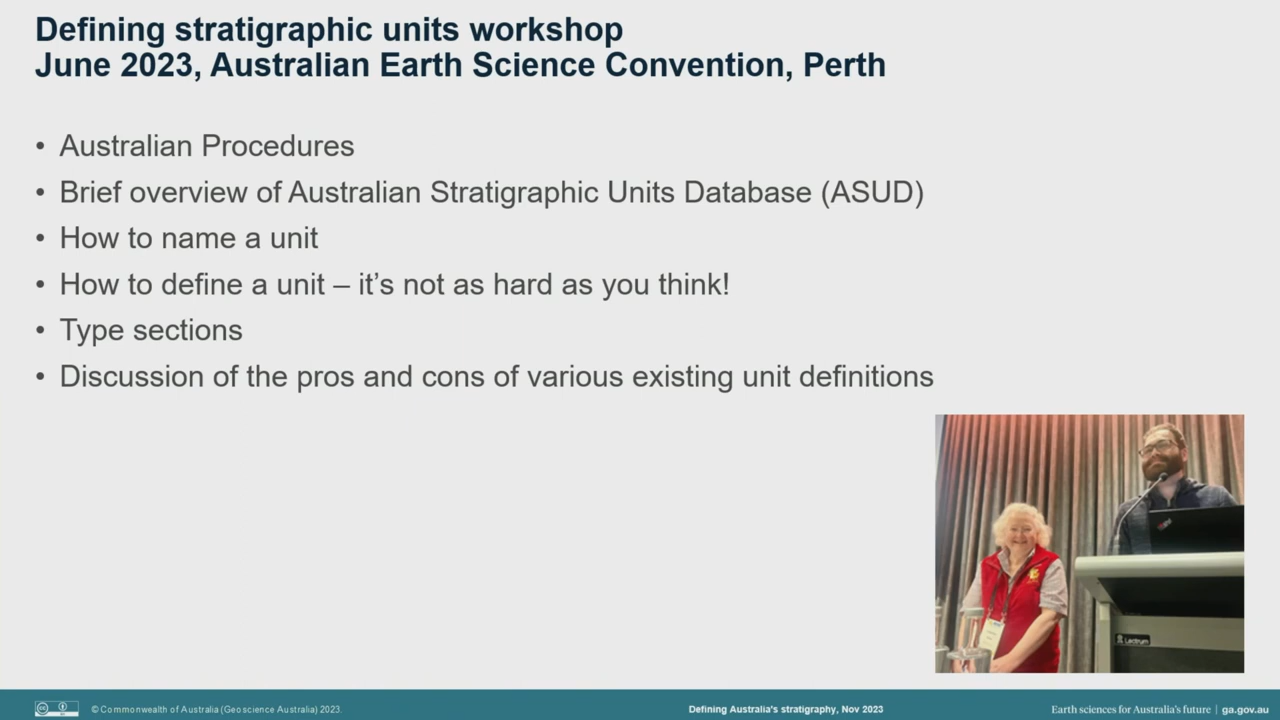 Defining stratigraphic units workshop
June 2023, Australian Earth Science Convention, Perth
• Australian Procedures
• Brief overview of Australian Stratigraphic Units Database (ASUD)
• How to name a unit
• How to define a unit – it’s not as hard as you think!
• Type sections
• Discussion of the pros and cons of various existing unit definitions
Lectrum
© Commonwealth of Australia (Geoscience Australia) 2023.
Defining Australia's stratigraphy, Nov 2023
Earth sciences for Australia’s future | ga.gov.au